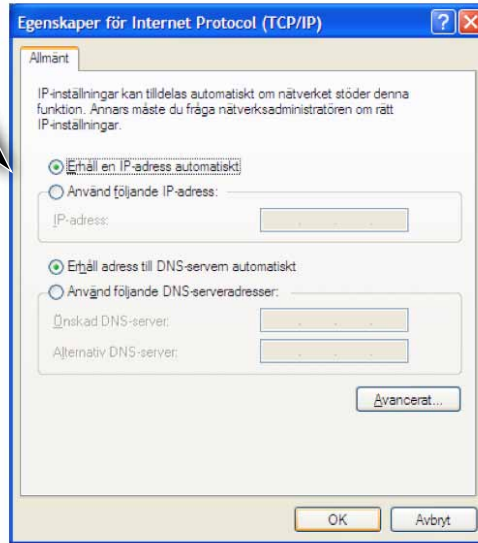 Egenskaper för Internet Protocol (TCP/IP)
Allmänt
IP-inställningar kan tilldelas automatiskt om nätverket stöder denna
funktion. Annars måste du fråga nätverksadministratören om rätt
IP-inställningar.
Erhåll en IP-adress automatiskt
Använd följande IP-adress:
IP-adress:
Erhåll adress till DNS-servern automatiskt
Använd följande DNS-serveradresser:
Önskad DNS-server:
Alternativ DNS-server:
Avancerat...
OK Avbryt